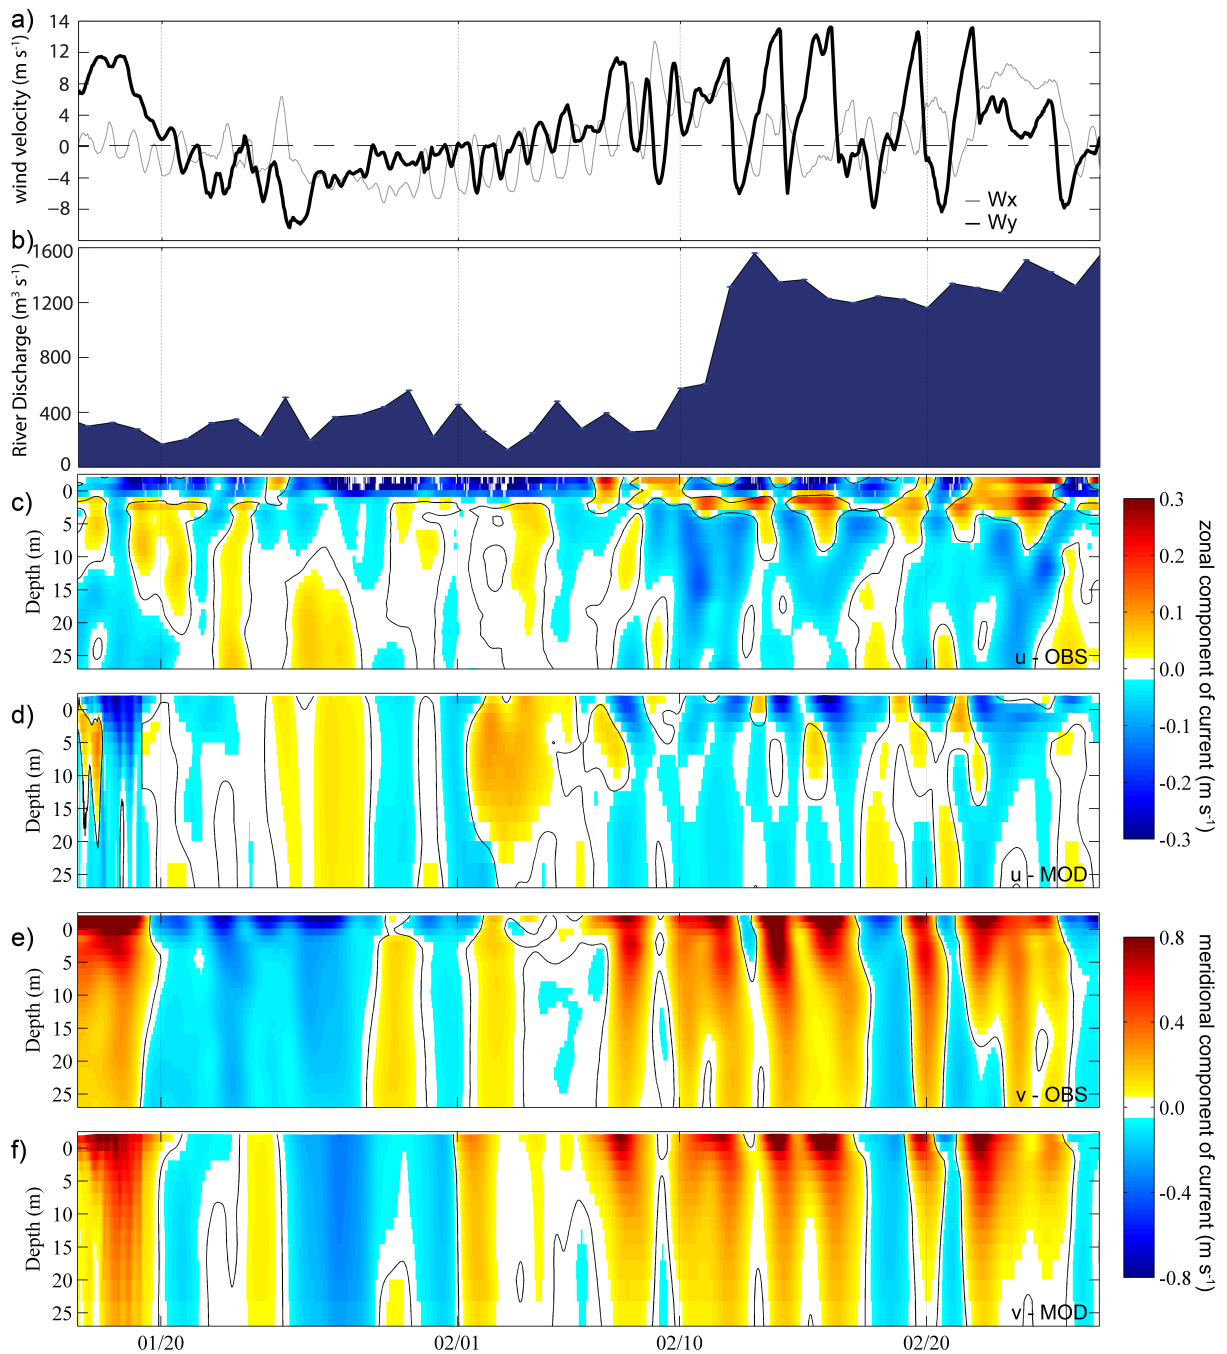 a)
14
12
8
4
0
−4
−8
wind velocity (m s⁻¹)
Wx
Wy
b)
1600
1200
800
400
0
River Discharge (m³ s⁻¹)
c)
0
5
10
15
20
25
Depth (m)
u - OBS
d)
0
5
10
15
20
25
Depth (m)
u - MOD
0.3
0.2
0.1
0.0
-0.1
-0.2
-0.3
zonal component of current (m s⁻¹)
e)
0
5
10
15
20
25
Depth (m)
v - OBS
f)
0
5
10
15
20
25
Depth (m)
v - MOD
0.8
0.4
0.0
-0.4
-0.8
meridional component of current (m s⁻¹)
01/20 02/01 02/10 02/20